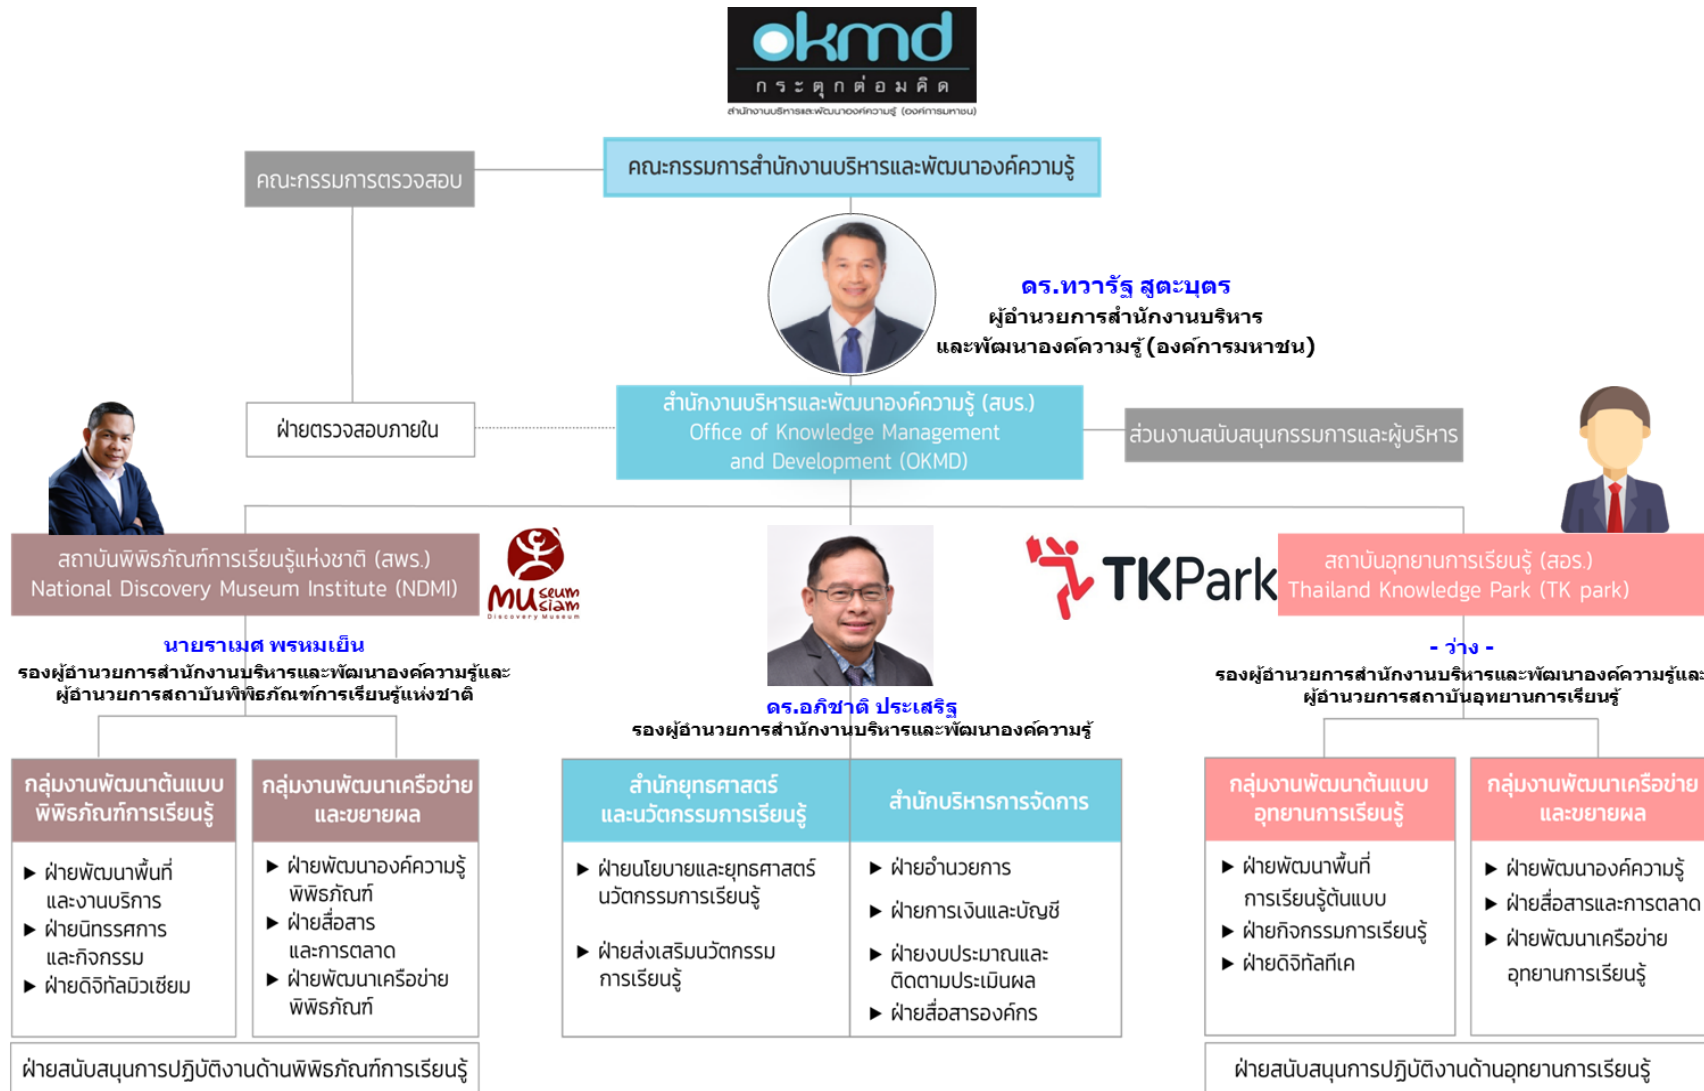 okmd
กระตุกต่อมคิด
สำนักงานบริหารและพัฒนาองค์ความรู้ (องค์การมหาชน)
คณะกรรมการสำนักงานบริหารและพัฒนาองค์ความรู้
คณะกรรมการตรวจสอบ
ดร.ทวารัฐ สูตะบุตร
ผู้อำนวยการสำนักงานบริหาร
และพัฒนาองค์ความรู้ (องค์การมหาชน)
ฝ่ายตรวจสอบภายใน
สำนักงานบริหารและพัฒนาองค์ความรู้ (สบร.)
Office of Knowledge Management
and Development (OKMD)
ส่วนงานสนับสนุนกรรมการและผู้บริหาร
สถาบันพิพิธภัณฑ์การเรียนรู้แห่งชาติ (สพร.)
National Discovery Museum Institute (NDMI)
Museum
Siam
Discovery Museum
นายราเมศ พรหมเย็น
รองผู้อำนวยการสำนักงานบริหารและพัฒนาองค์ความรู้และ
ผู้อำนวยการสถาบันพิพิธภัณฑ์การเรียนรู้แห่งชาติ
ดร.อภิชาติ ประเสริฐ
รองผู้อำนวยการสำนักงานบริหารและพัฒนาองค์ความรู้
TKPark
สถาบันอุทยานการเรียนรู้ (สอร.)
Thailand Knowledge Park (TK park)
- ว่าง -
รองผู้อำนวยการสำนักงานบริหารและพัฒนาองค์ความรู้และ
ผู้อำนวยการสถาบันอุทยานการเรียนรู้
กลุ่มงานพัฒนาต้นแบบ
พิพิธภัณฑ์การเรียนรู้
► ฝ่ายพัฒนาพื้นที่
และงานบริการ
► ฝ่ายนิทรรศการ
และกิจกรรม
► ฝ่ายดิจิทัลมิวเซียม
กลุ่มงานพัฒนาเครือข่าย
และขยายผล
► ฝ่ายพัฒนาองค์ความรู้
พิพิธภัณฑ์
► ฝ่ายสื่อสาร
และการตลาด
► ฝ่ายพัฒนาเครือข่าย
พิพิธภัณฑ์
ฝ่ายสนับสนุนการปฏิบัติงานด้านพิพิธภัณฑ์การเรียนรู้
สำนักยุทธศาสตร์
และนวัตกรรมการเรียนรู้
► ฝ่ายนโยบายและยุทธศาสตร์
นวัตกรรมการเรียนรู้
► ฝ่ายส่งเสริมนวัตกรรม
การเรียนรู้
สำนักบริหารการจัดการ
► ฝ่ายอำนวยการ
► ฝ่ายการเงินและบัญชี
► ฝ่ายงบประมาณและ
ติดตามประเมินผล
► ฝ่ายสื่อสารองค์กร
กลุ่มงานพัฒนาต้นแบบ
อุทยานการเรียนรู้
► ฝ่ายพัฒนาพื้นที่
การเรียนรู้ต้นแบบ
► ฝ่ายกิจกรรมการเรียนรู้
► ฝ่ายดิจิทัลทีเค
กลุ่มงานพัฒนาเครือข่าย
และขยายผล
► ฝ่ายพัฒนาองค์ความรู้
► ฝ่ายสื่อสารและการตลาด
► ฝ่ายพัฒนาเครือข่าย
อุทยานการเรียนรู้
ฝ่ายสนับสนุนการปฏิบัติงานด้านอุทยานการเรียนรู้